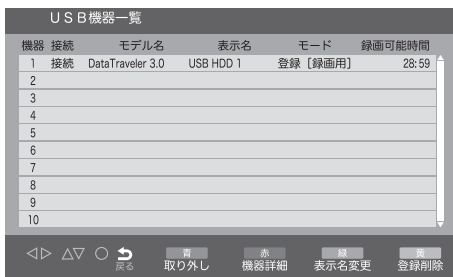 USB機器一覧
機器 接続 モデル名 表示名 モード 録画可能時間
1 接続 DataTraveler 3.0 USB HDD 1 登録［録画用］ 28:59
2
3
4
5
6
7
8
9
10
戻る 青 取り外し 赤 機器詳細 緑 表示名変更 黄 登録削除